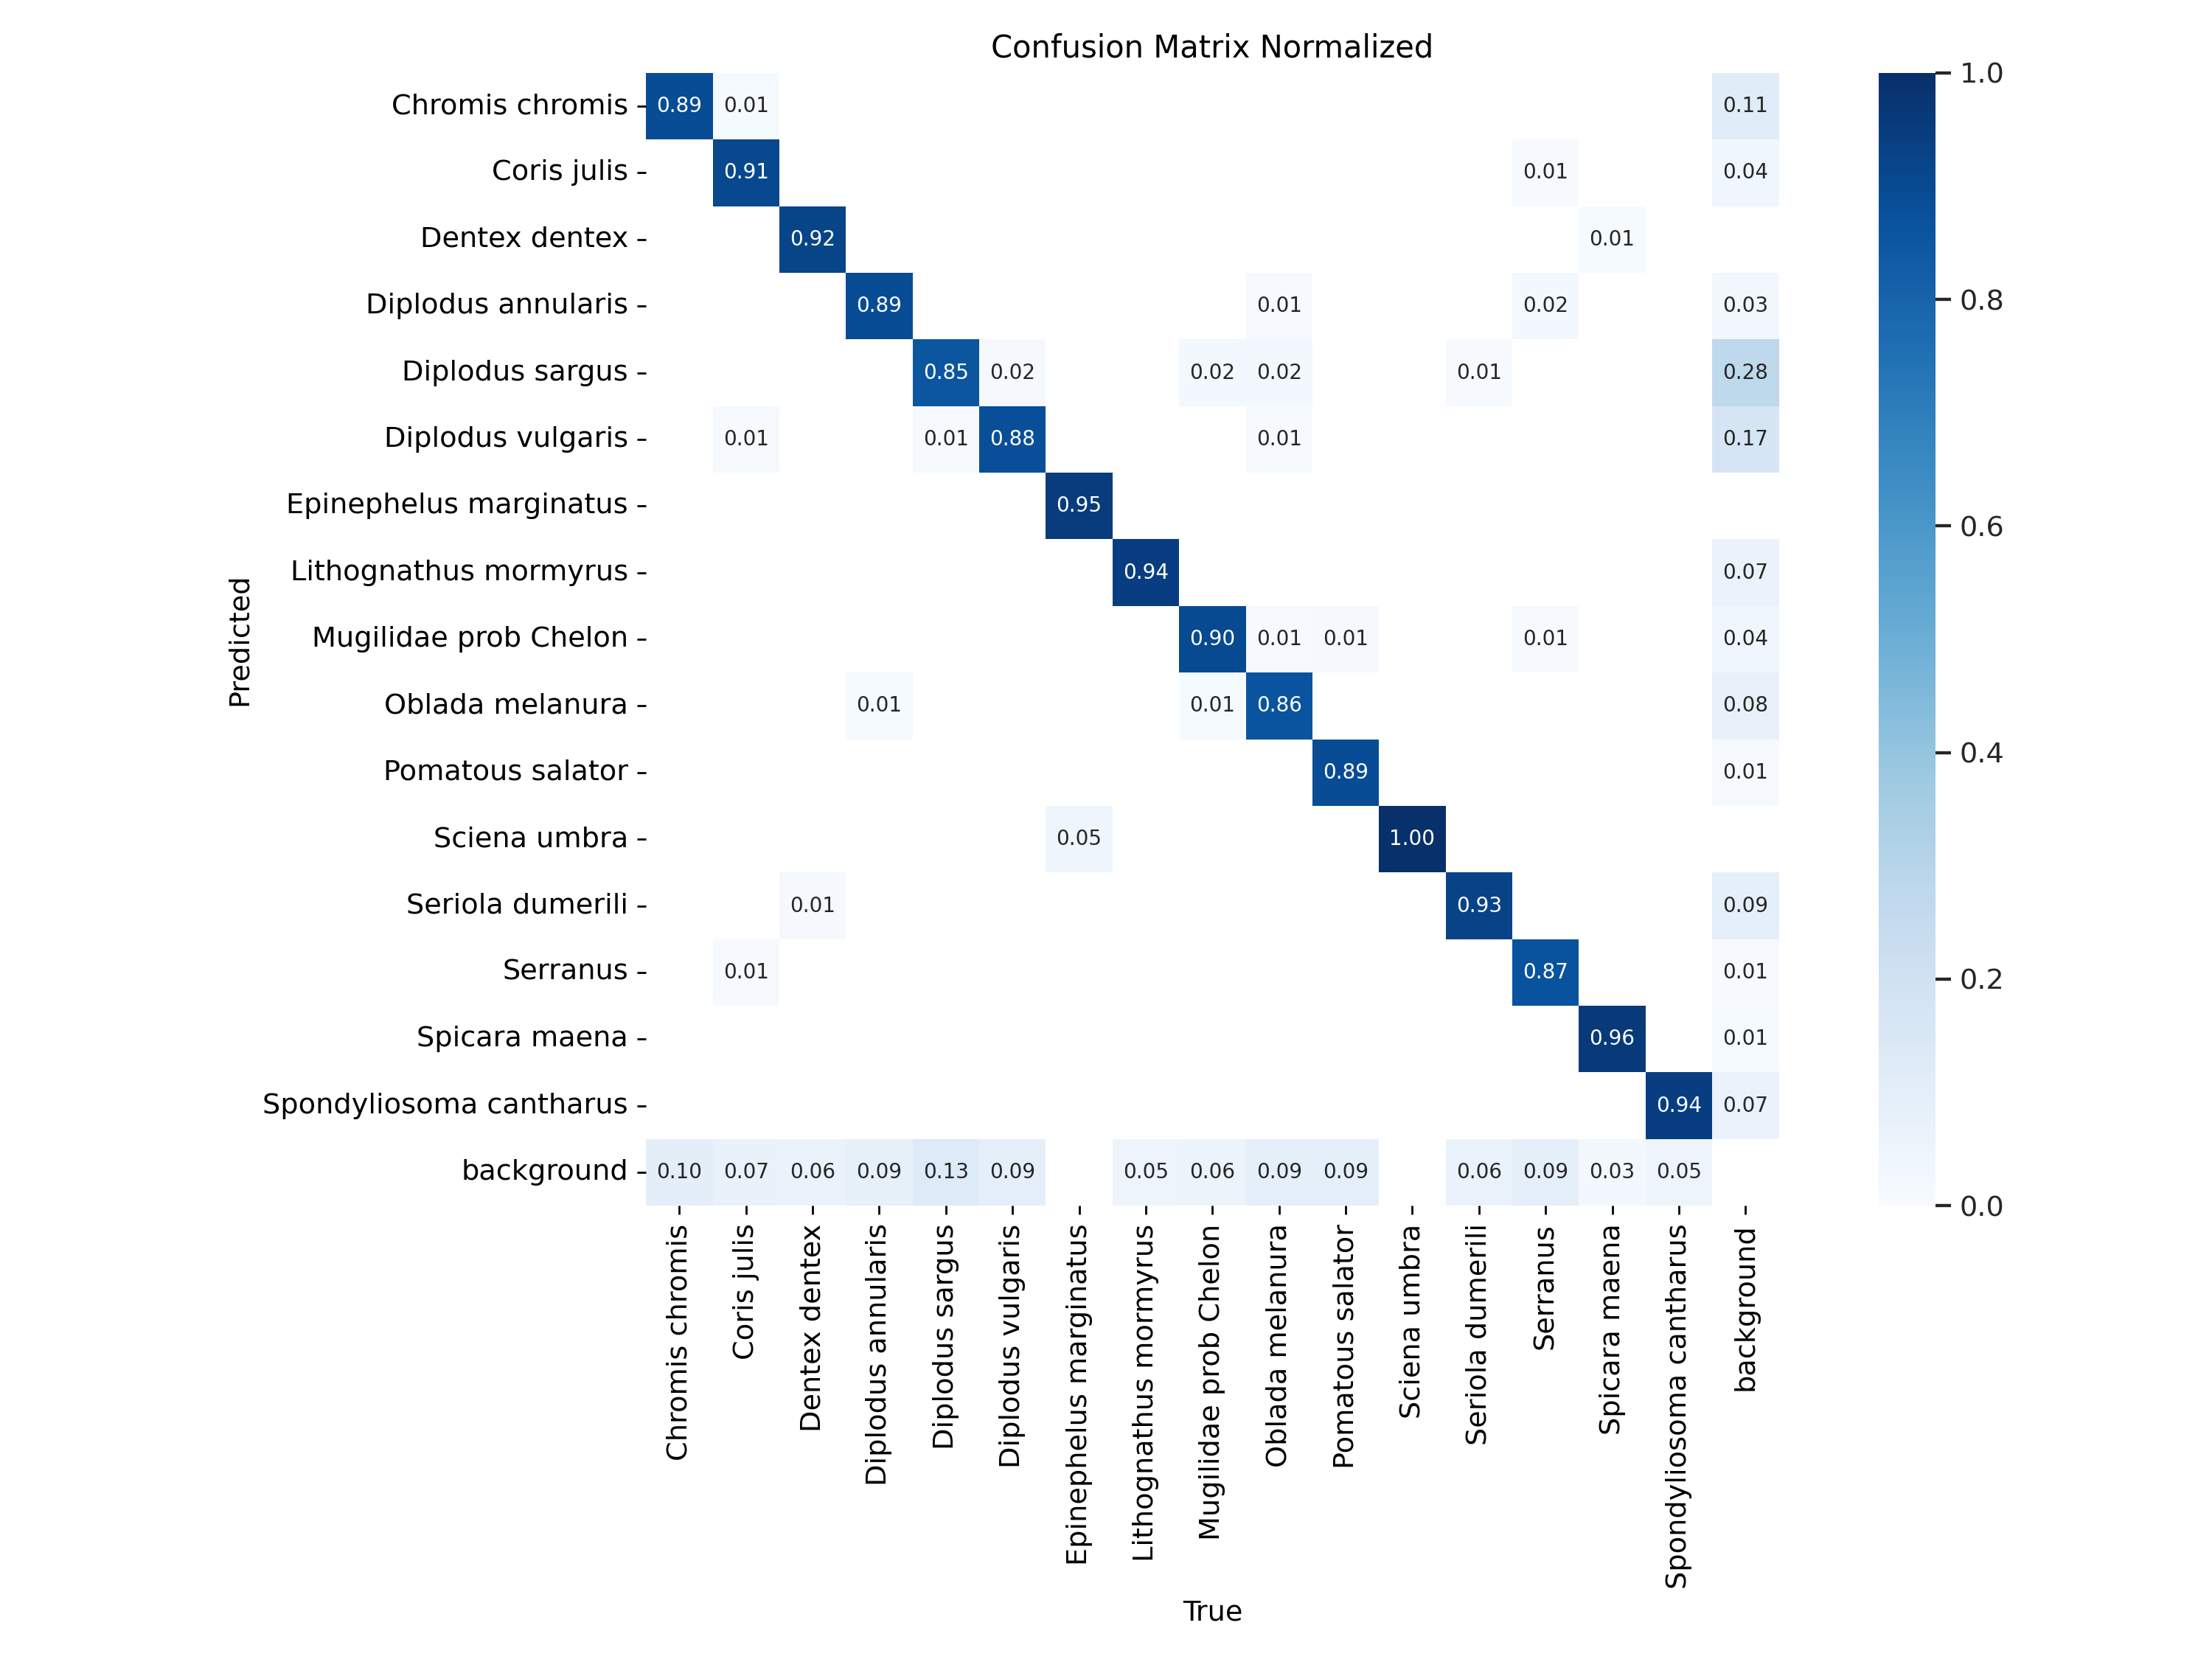 Confusion Matrix Normalized
Chromis chromis 0.89 0.01 0.11 1.0
Coris julis 0.91 0.01 0.04
Dentex dentex 0.92 0.01
Diplodus annularis 0.89 0.01 0.02 0.03 0.8
Diplodus sargus 0.85 0.02 0.02 0.02 0.01 0.28
Diplodus vulgaris 0.01 0.01 0.88 0.01 0.17
Epinephelus marginatus 0.95 0.6
Lithognathus mormyrus 0.94 0.07
Predicted
Mugilidae prob Chelon 0.90 0.01 0.01 0.01 0.04
Oblada melanura 0.01 0.01 0.86 0.08
Pomatous salator 0.89 0.01 0.4
Sciena umbra 0.05 1.00
Seriola dumerili 0.01 0.93 0.09
Serranus 0.01 0.87 0.01 0.2
Spicara maena 0.96 0.01
Spondyliosoma cantharus 0.94 0.07
background 0.10 0.07 0.06 0.09 0.13 0.09 0.05 0.06 0.09 0.09 0.06 0.09 0.03 0.05 0.0
Chromis chromis
Coris julis
Dentex dentex
Diplodus annularis
Diplodus sargus
Diplodus vulgaris
Epinephelus marginatus
Lithognathus mormyrus
Mugilidae prob Chelon
Oblada melanura
Pomatous salator
Sciena umbra
Seriola dumerili
Serranus
Spicara maena
Spondyliosoma cantharus
background
True